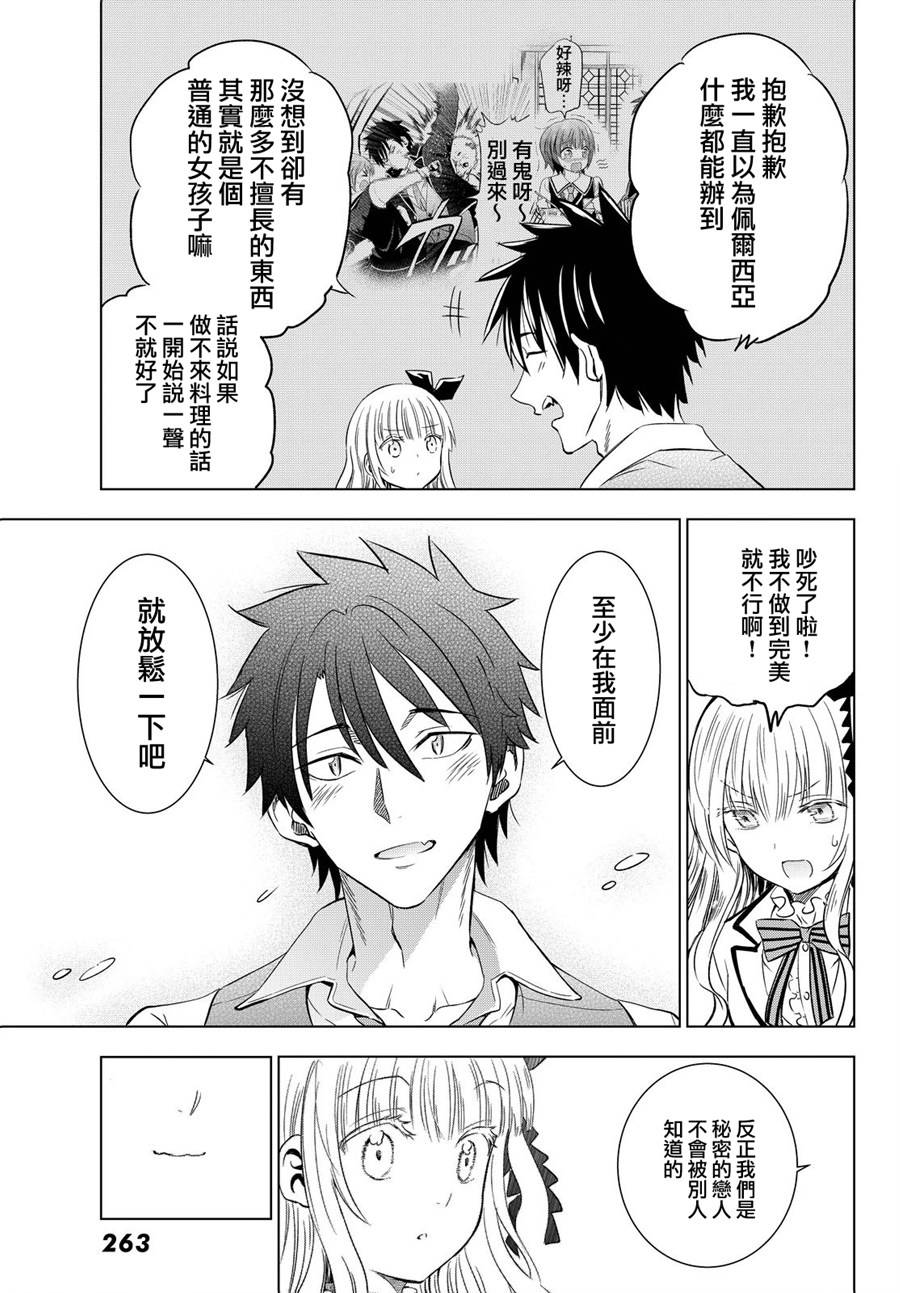 抱歉抱歉
我一直以為佩爾西亞
什麼都能辦到
好辣呀…
有鬼呀~
別過來~
沒想到卻有
那麼多不擅長的東西
其實就是個
普通的女孩子嘛
話說如果
做不來料理的話
一開始說一聲
不就好了
吵死了啦！
我不做到完美
就不行啊！
至少在我面前
就放鬆一下吧
反正我們是
秘密的戀人
不會被別人
知道的
263